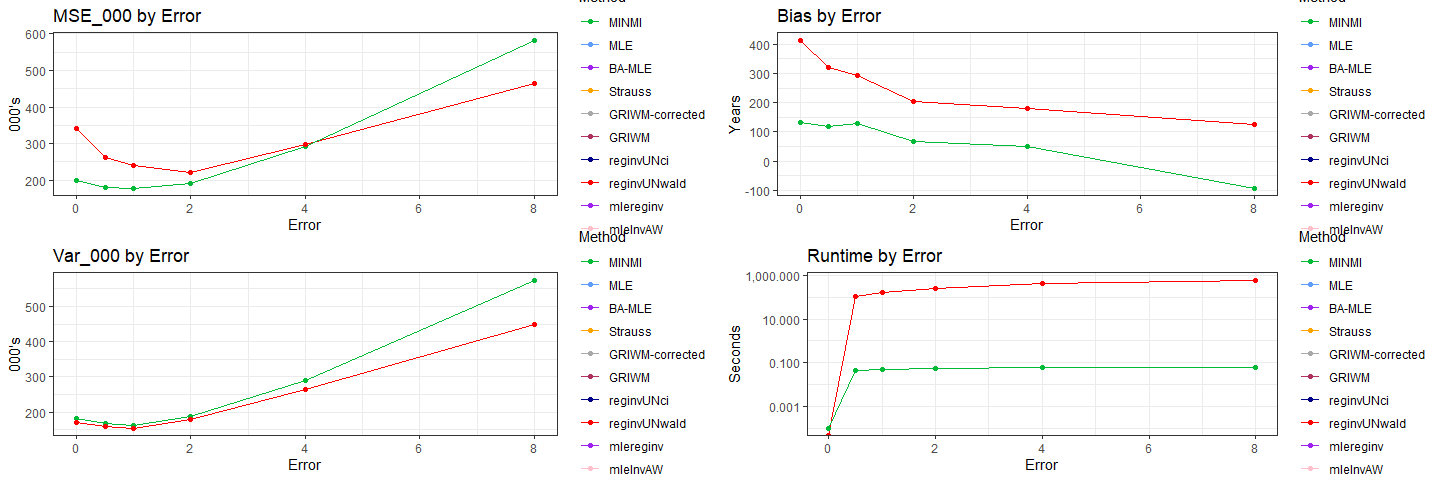 MSE_000 by Error
600
500
400
300
200
000's
0
2
4
6
8
Error
Method
MINMI
MLE
BA-MLE
Strauss
GRIWM-corrected
GRIWM
reginvUNci
reginvUNwald
mlereginv
mleInvAW
Bias by Error
400
300
200
100
0
-100
Years
0
2
4
6
8
Error
Method
MINMI
MLE
BA-MLE
Strauss
GRIWM-corrected
GRIWM
reginvUNci
reginvUNwald
mlereginv
mleInvAW
Var_000 by Error
500
400
300
200
000's
0
2
4
6
8
Error
Method
MINMI
MLE
BA-MLE
Strauss
GRIWM-corrected
GRIWM
reginvUNci
reginvUNwald
mlereginv
mleInvAW
Runtime by Error
1,000.000
10.000
0.100
0.001
Seconds
0
2
4
6
8
Error
Method
MINMI
MLE
BA-MLE
Strauss
GRIWM-corrected
GRIWM
reginvUNci
reginvUNwald
mlereginv
mleInvAW